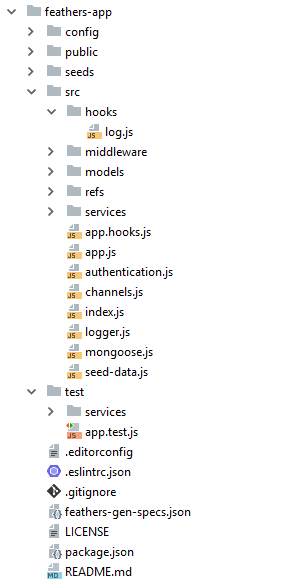 feathers-app
config
public
seeds
src
hooks
log.js
middleware
models
refs
services
app.hooks.js
app.js
authentication.js
channels.js
index.js
logger.js
mongoose.js
seed-data.js
test
services
app.test.js
.editorconfig
.eslintrc.json
.gitignore
feathers-gen-specs.json
LICENSE
package.json
README.md